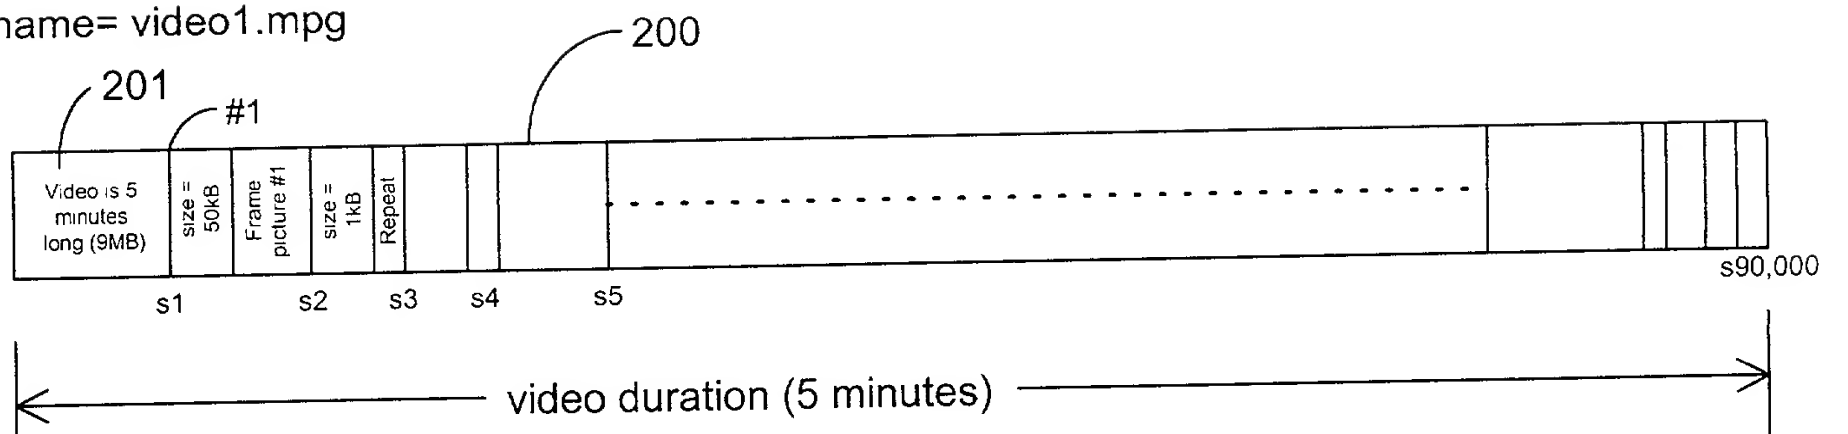 name= video1.mpg
200
201
#1
Video is 5
minutes
long (9MB)
size =
50kB
Frame
picture #1
size =
1kB
Repeat
s1
s2
s3
s4
s5
s90,000
video duration (5 minutes)